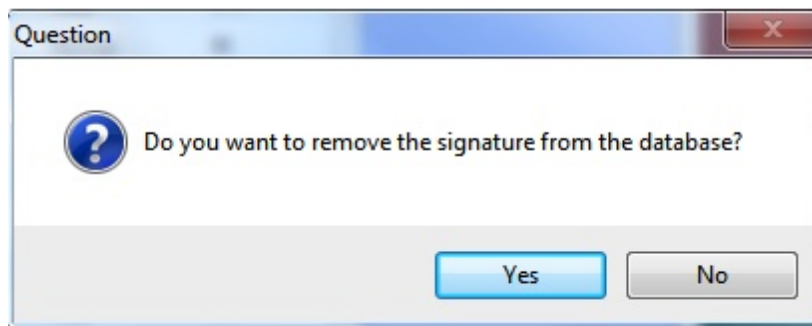 Question
Do you want to remove the signature from the database?
Yes No